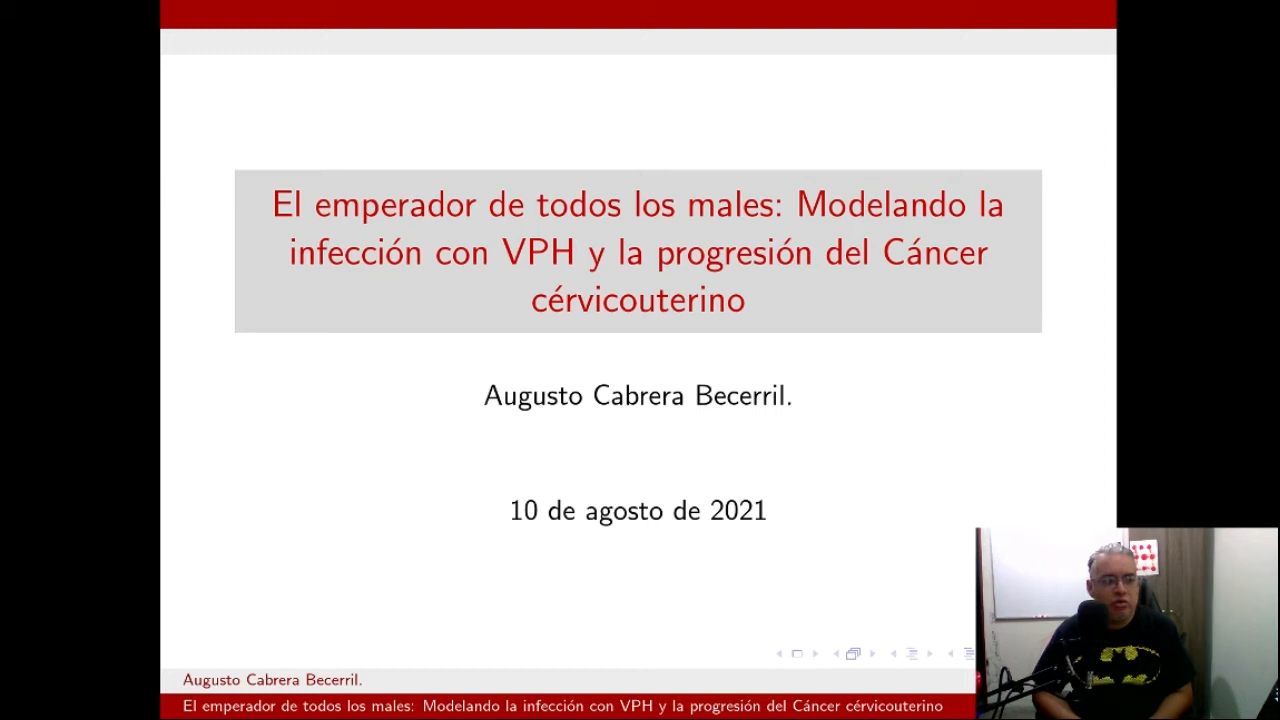 El emperador de todos los males: Modelando la
infección con VPH y la progresión del Cáncer
cérvicouterino
Augusto Cabrera Becerril.
10 de agosto de 2021
Augusto Cabrera Becerril.
El emperador de todos los males: Modelando la infección con VPH y la progresión del Cáncer cérvicouterino